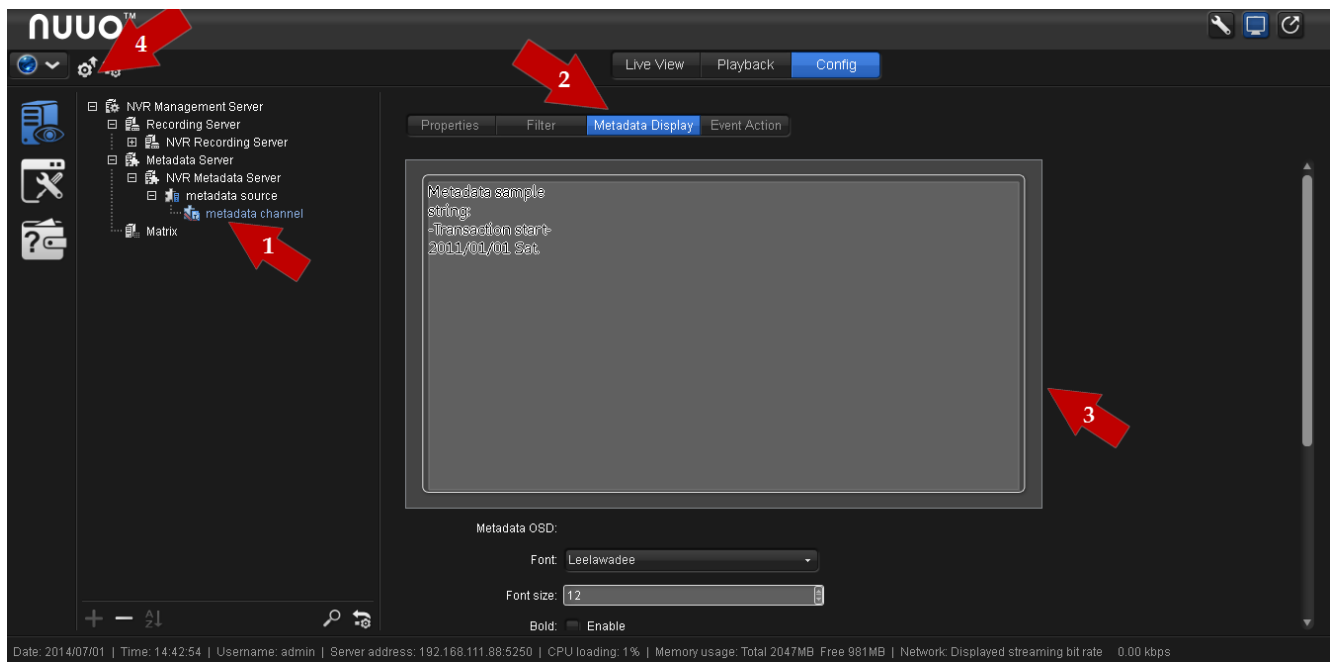 nuuo™
4
Live View Playback Config
2
NVR Management Server
Recording Server
NVR Recording Server
Metadata Server
NVR Metadata Server
metadata source
metadata channel
Matrix
1
Properties Filter Metadata Display Event Action
Metadata sample
string:
-Transaction start-
2011/01/01 Sat.
3
Metadata OSD:
Font: Leelawadee
Font size: 12
Bold: Enable
Date: 2014/07/01 | Time: 14:42:54 | Username: admin | Server address: 192.168.111.88:5250 | CPU loading: 1% | Memory usage: Total 2047MB Free 981MB | Network: Displayed streaming bit rate 0.00 kbps